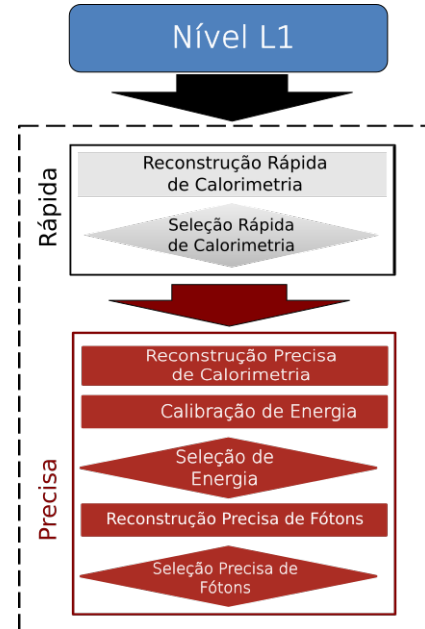 Nível L1
Rápida
Reconstrução Rápida
de Calorimetria
Seleção Rápida
de Calorimetria
Precisa
Reconstrução Precisa
de Calorimetria
Calibração de Energia
Seleção de
Energia
Reconstrução Precisa de Fótons
Seleção Precisa de
Fótons